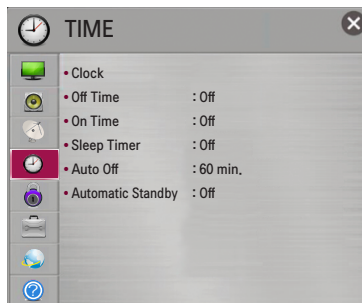 TIME
• Clock
• Off Time : Off
• On Time : Off
• Sleep Timer : Off
• Auto Off : 60 min.
• Automatic Standby : Off